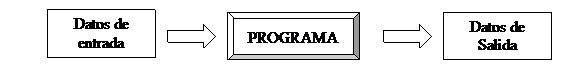 Datos de
entrada
PROGRAMA
Datos de
Salida